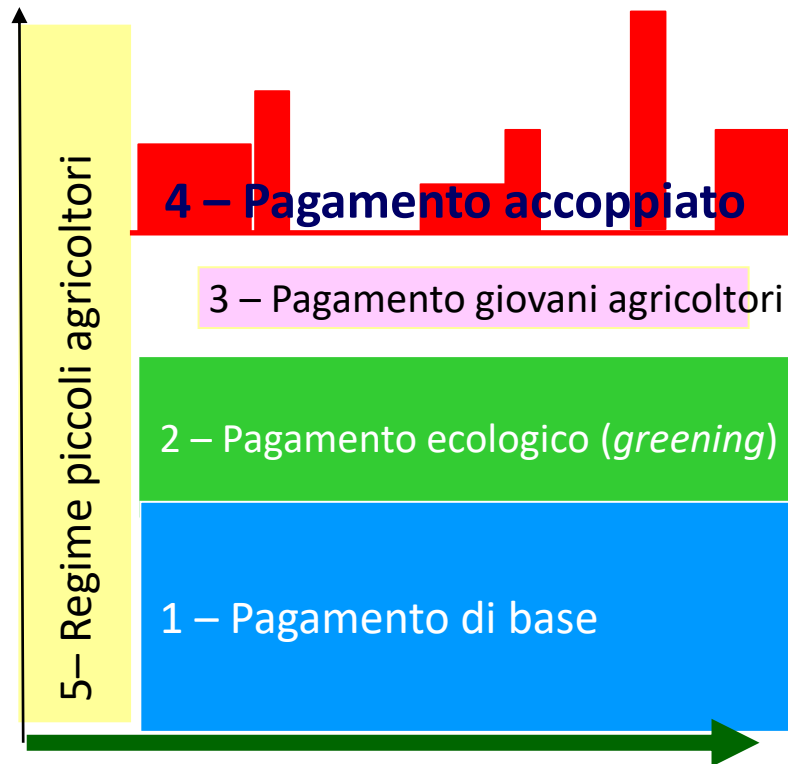 4 – Pagamento accoppiato
3 – Pagamento giovani agricoltori
2 – Pagamento ecologico (greening)
1 – Pagamento di base
5– Regime piccoli agricoltori